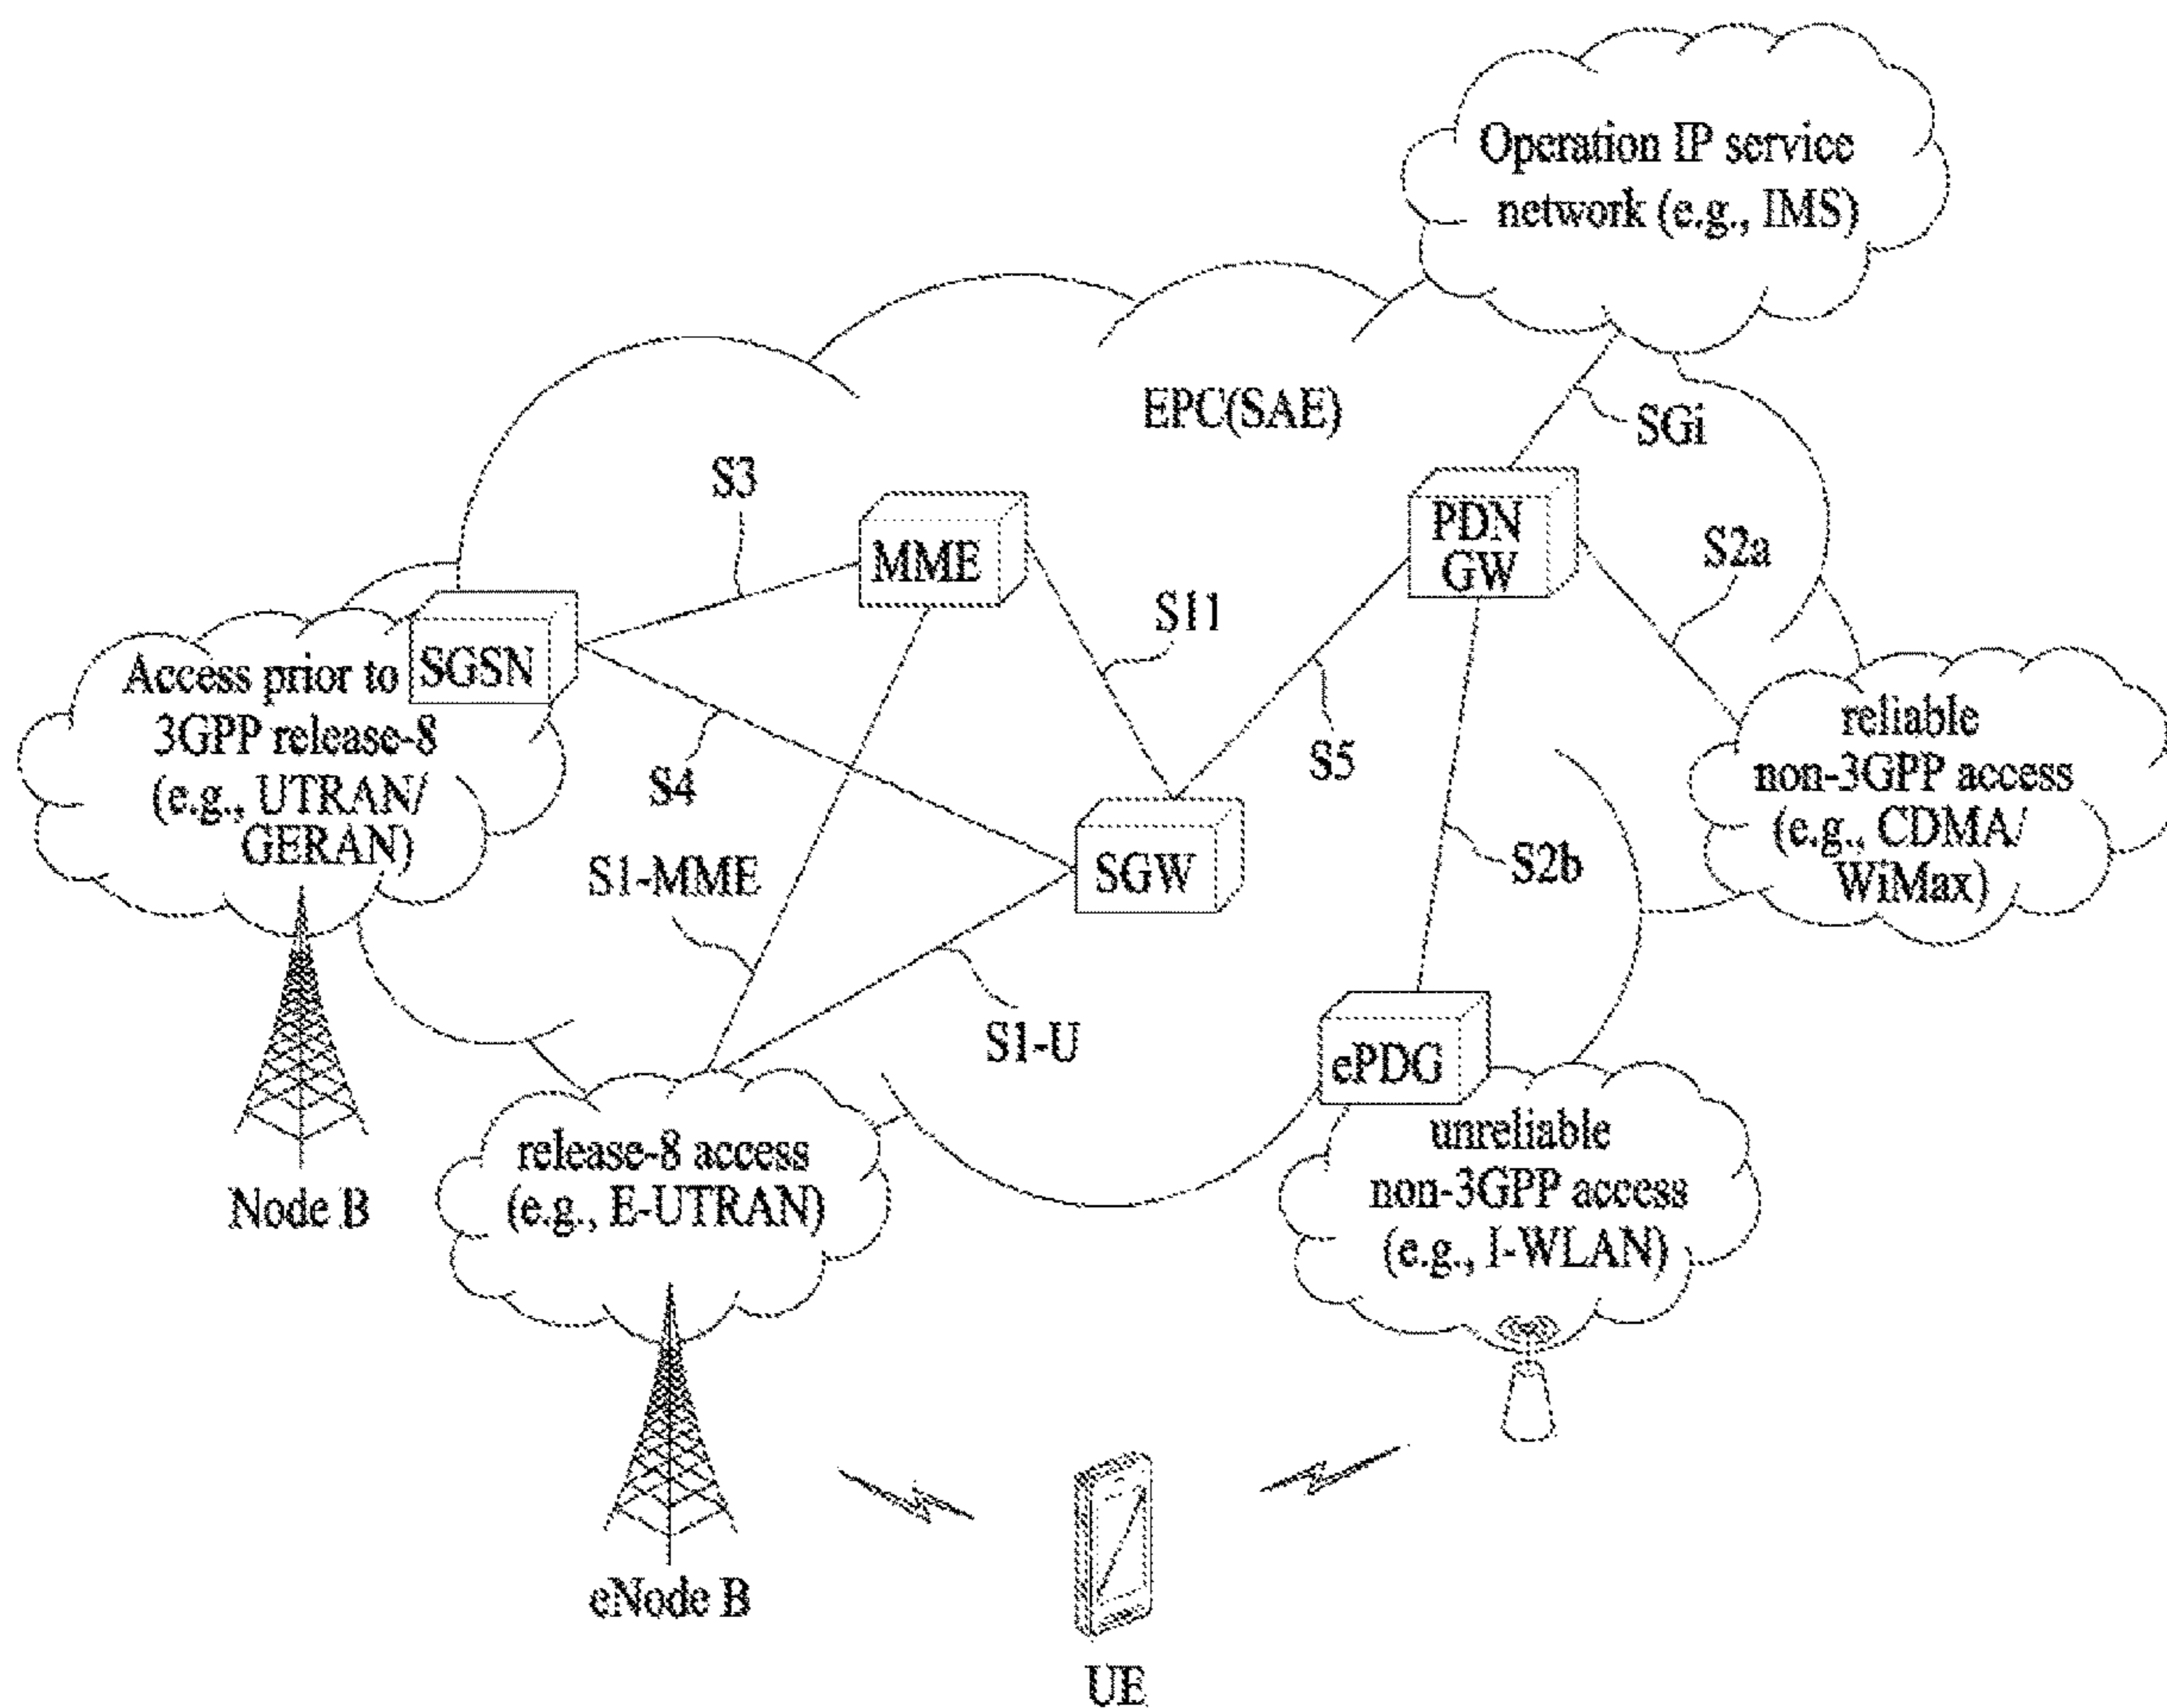 Operation IP service
network (e.g., IMS)
EPC(SAE)
SGi
S3
MME
PDN
GW
S2a
S11
SGSN
Access prior to
3GPP release-8
(e.g., UTRAN/
GERAN)
S4
S5
reliable
non-3GPP access
(e.g., CDMA/
WiMax)
S1-MME
SGW
S2b
S1-U
ePDG
unreliable
non-3GPP access
(e.g., I-WLAN)
release-8 access
(e.g., E-UTRAN)
Node B
eNode B
UE